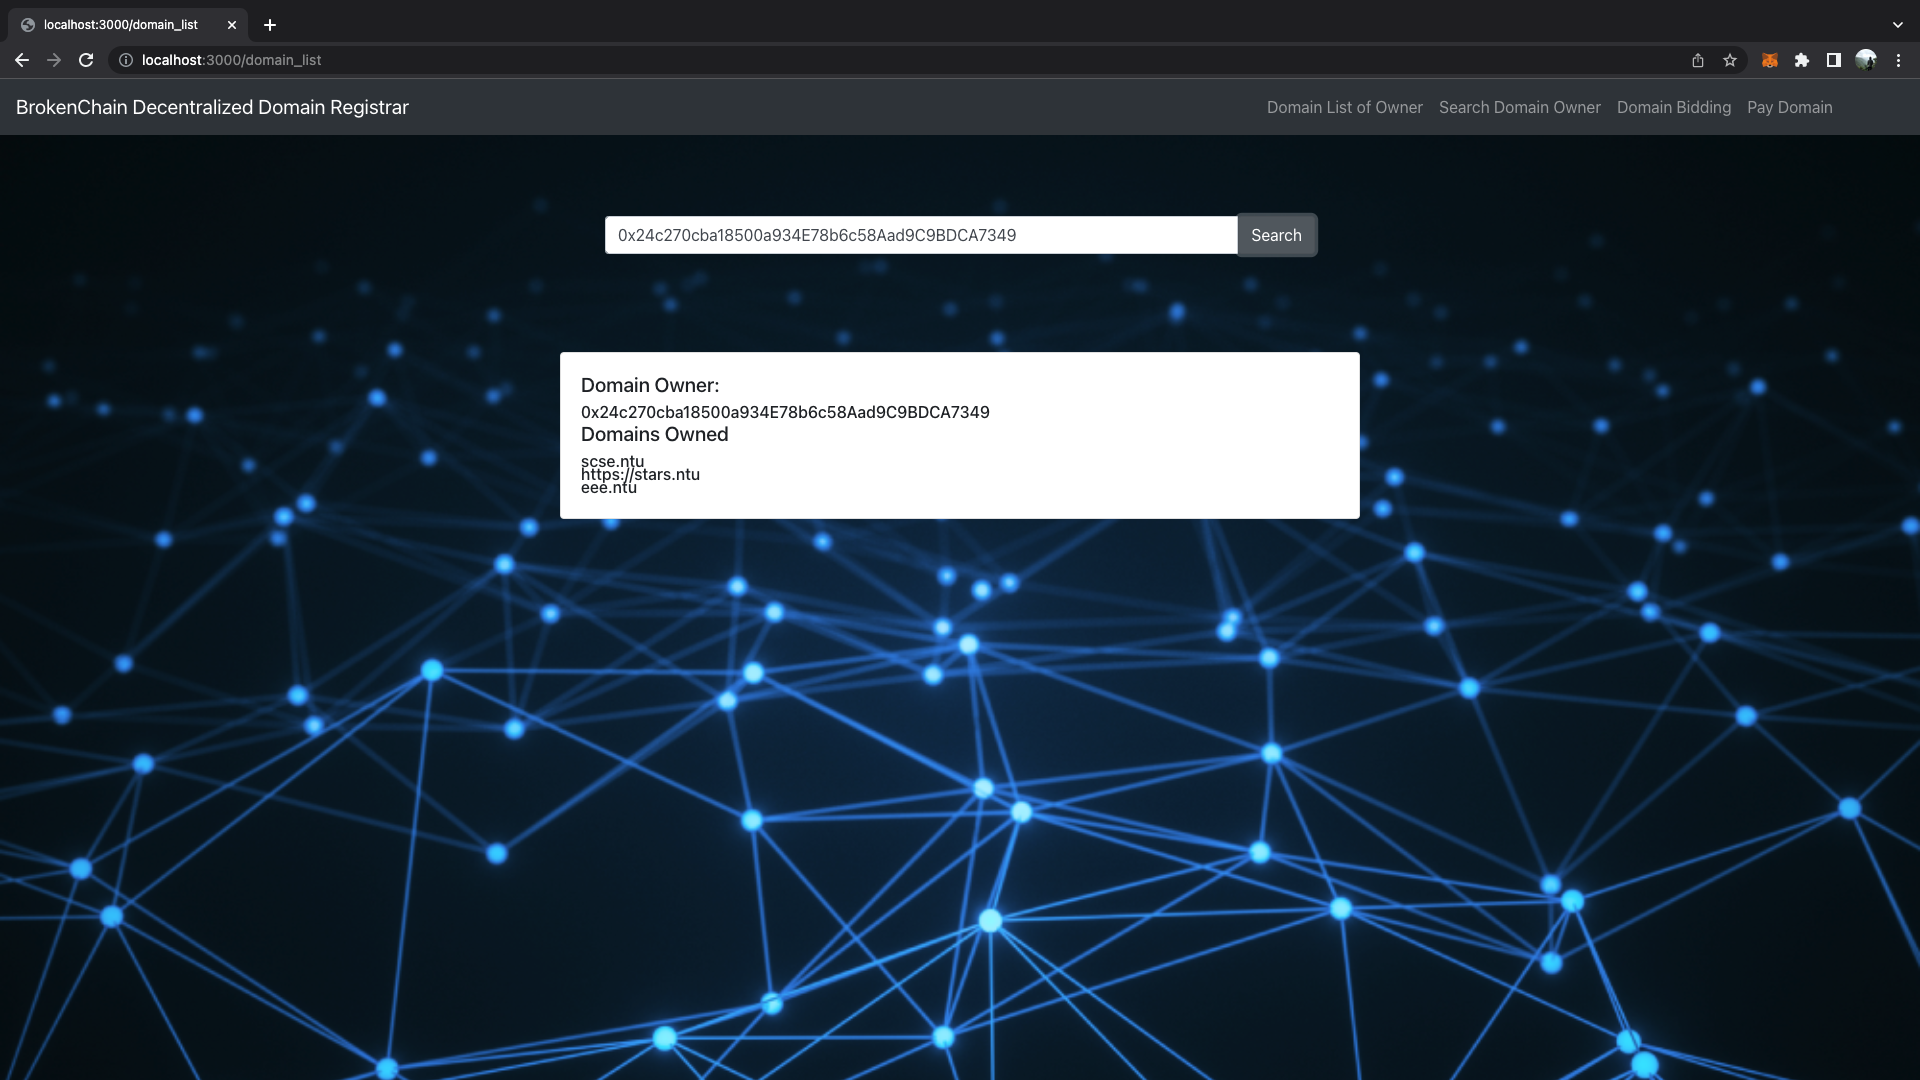 localhost:3000/domain_list
localhost:3000/domain_list
BrokenChain Decentralized Domain Registrar
Domain List of Owner Search Domain Owner Domain Bidding Pay Domain
0x24c270cba18500a934E78b6c58Aad9C9BDCA7349 Search
Domain Owner:
0x24c270cba18500a934E78b6c58Aad9C9BDCA7349
Domains Owned
scse.ntu
https://stars.ntu
eee.ntu